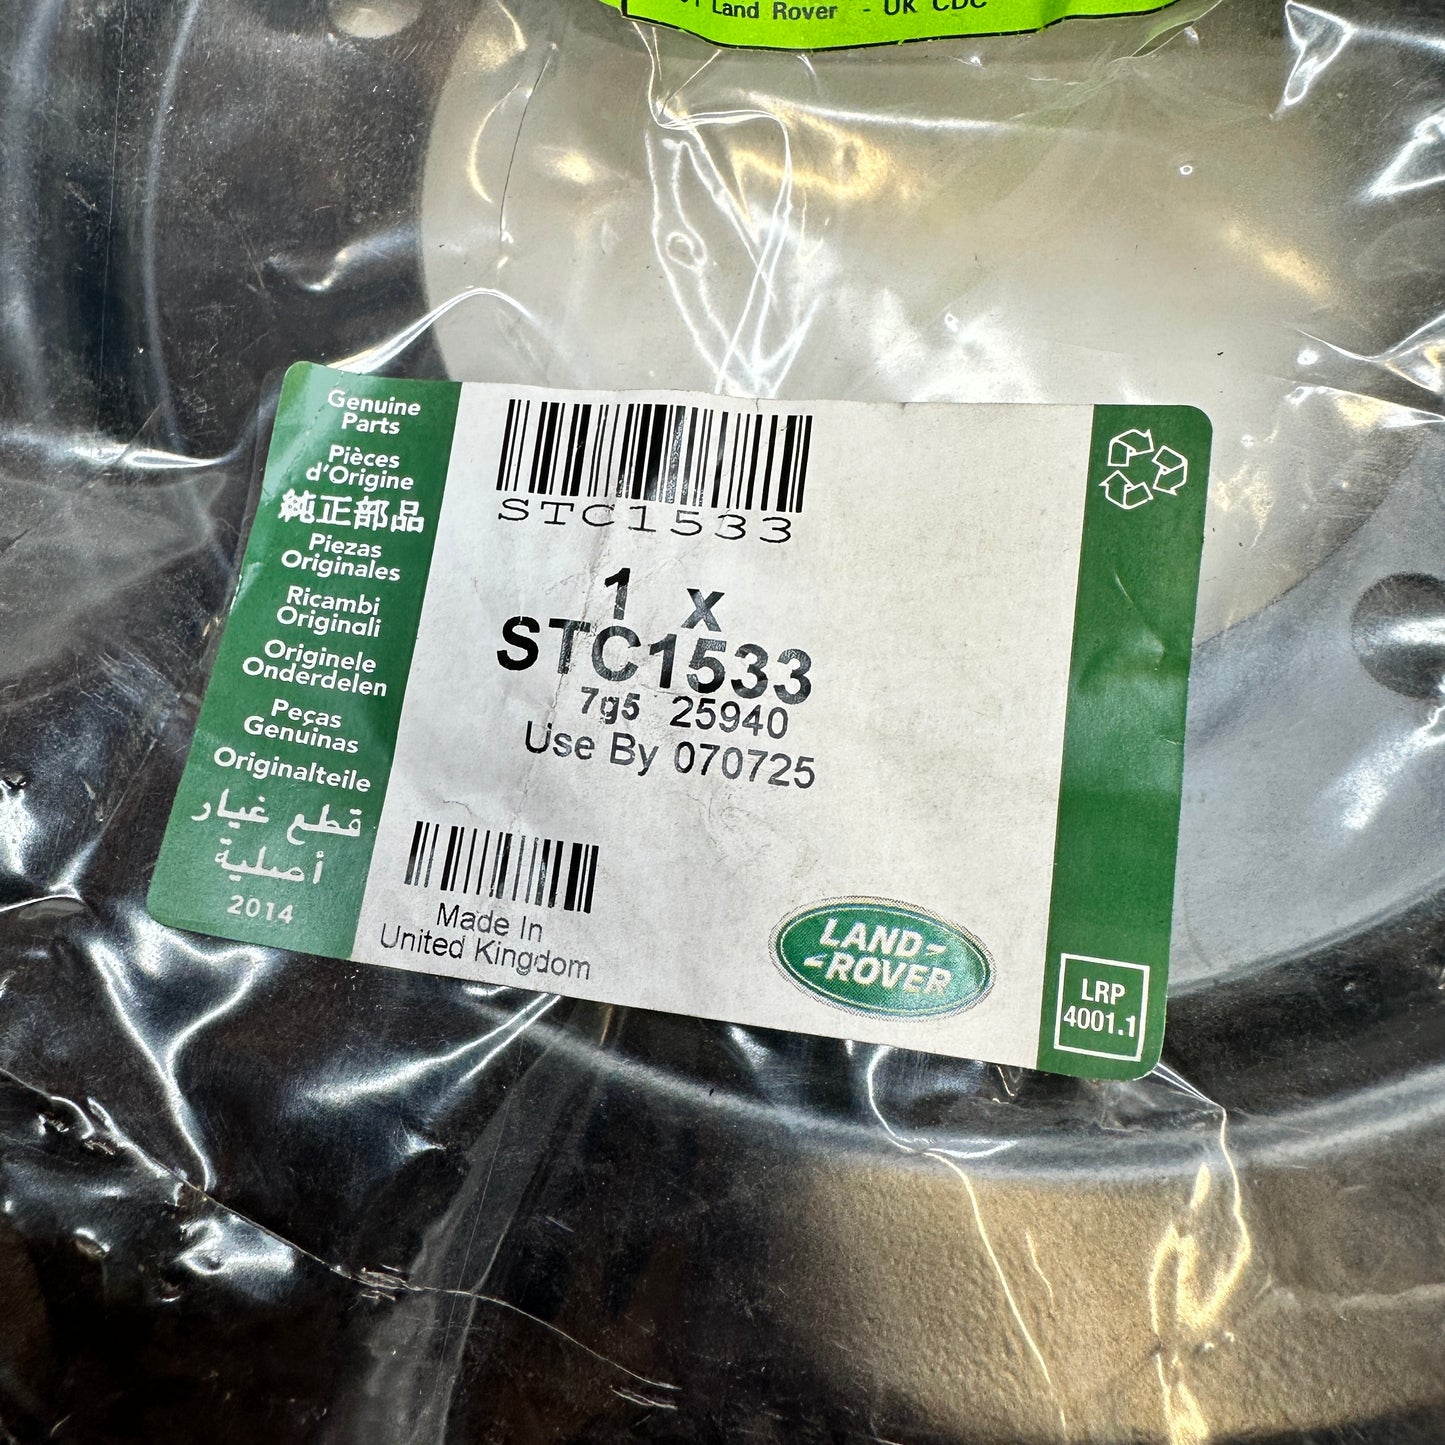 Land Rover - UK CDC
Genuine
Parts
Pièces
d'Origine
純正部品
Piezas
Originales
Ricambi
Originali
Originele
Onderdelen
Peças
Genuinas
Originalteile
قطع غيار
أصلية
2014
STC1533
1 x
STC1533
7g5 25940
Use By 070725
Made In
United Kingdom
LAND
ROVER
LRP
4001.1